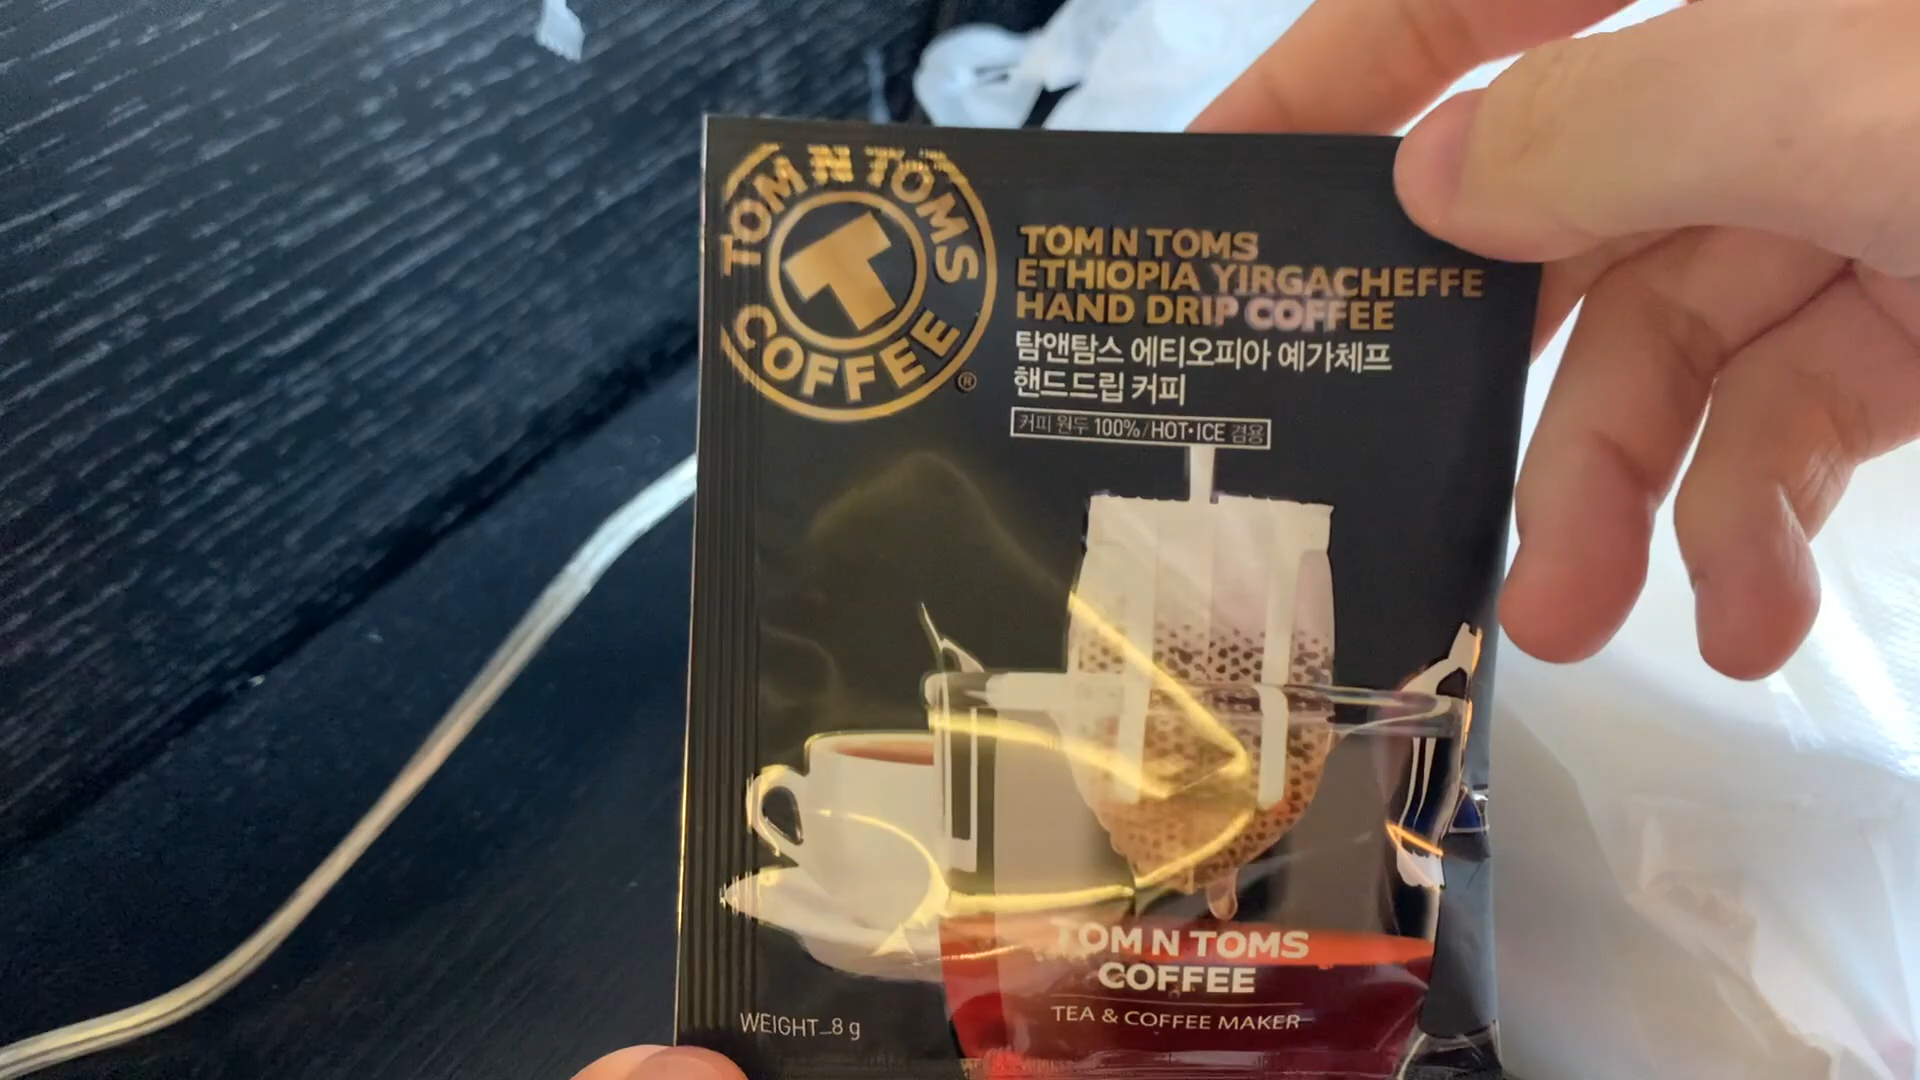 TOM N TOMS
COFFEE
®
T
TOM N TOMS
ETHIOPIA YIRGACHEFFE
HAND DRIP COFFEE
탐앤탐스 에티오피아 예가체프
핸드드립 커피
커피 원두 100%/HOT•ICE 겸용
TOM N TOMS
COFFEE
TEA & COFFEE MAKER
WEIGHT_8 g